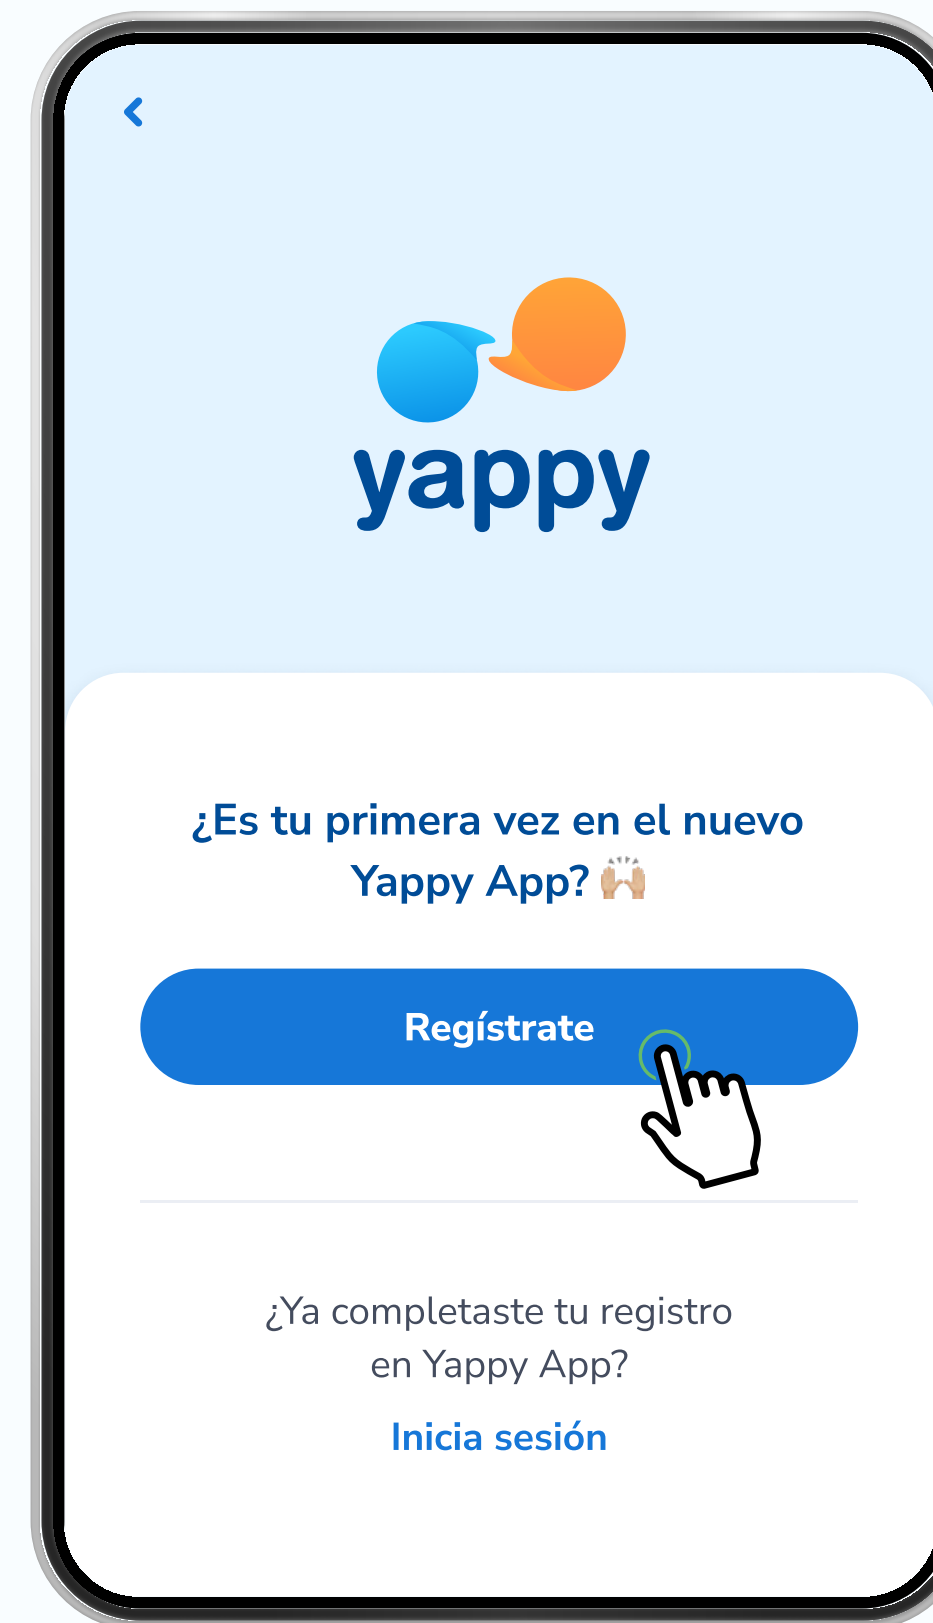 yappy
¿Es tu primera vez en el nuevo
Yappy App? 🙌🏼
Regístrate
¿Ya completaste tu registro
en Yappy App?
Inicia sesión